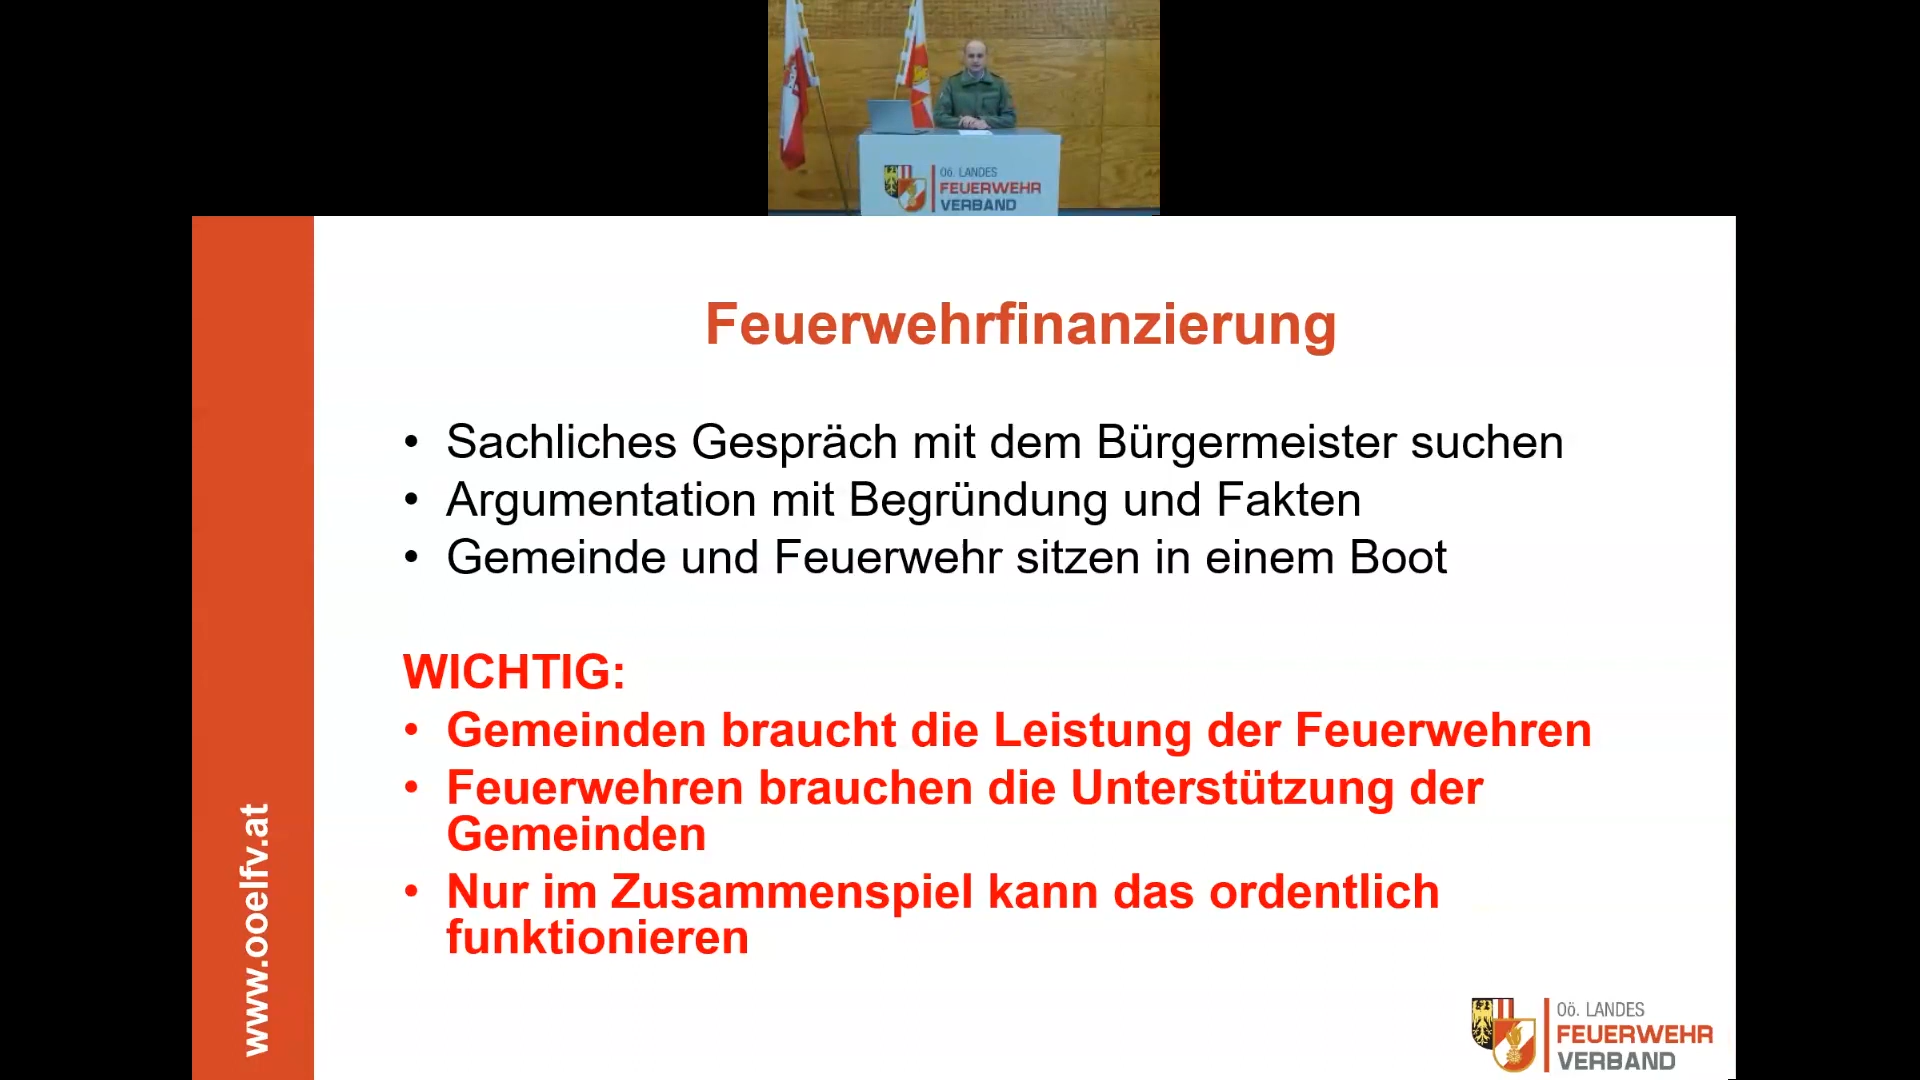 OÖ. LANDES
FEUERWEHR
VERBAND
Feuerwehrfinanzierung
• Sachliches Gespräch mit dem Bürgermeister suchen
• Argumentation mit Begründung und Fakten
• Gemeinde und Feuerwehr sitzen in einem Boot
WICHTIG:
• Gemeinden braucht die Leistung der Feuerwehren
• Feuerwehren brauchen die Unterstützung der
Gemeinden
• Nur im Zusammenspiel kann das ordentlich
funktionieren
www.ooelfv.at
OÖ. LANDES
FEUERWEHR
VERBAND